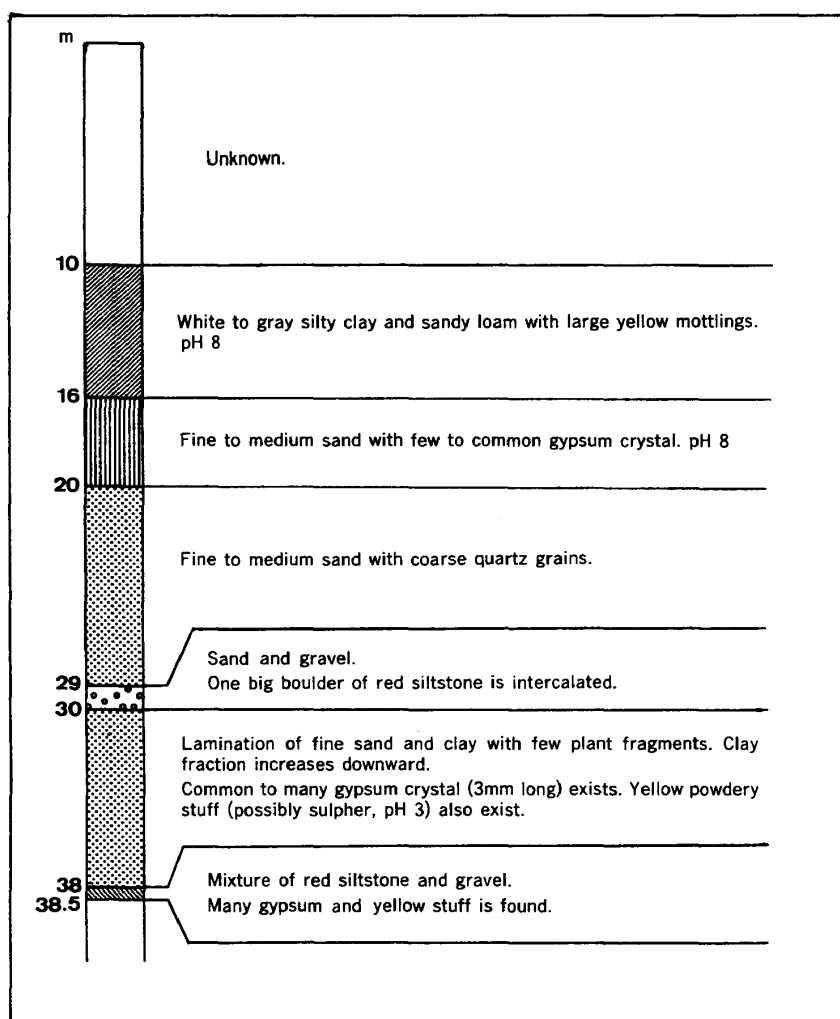 m
Unknown.
10
White to gray silty clay and sandy loam with large yellow mottlings.
pH 8
16
Fine to medium sand with few to common gypsum crystal. pH 8
20
Fine to medium sand with coarse quartz grains.
Sand and gravel.
29
One big boulder of red siltstone is intercalated.
30
Lamination of fine sand and clay with few plant fragments. Clay
fraction increases downward.
Common to many gypsum crystal (3mm long) exists. Yellow powdery
stuff (possibly sulpher, pH 3) also exist.
38
Mixture of red siltstone and gravel.
38.5
Many gypsum and yellow stuff is found.